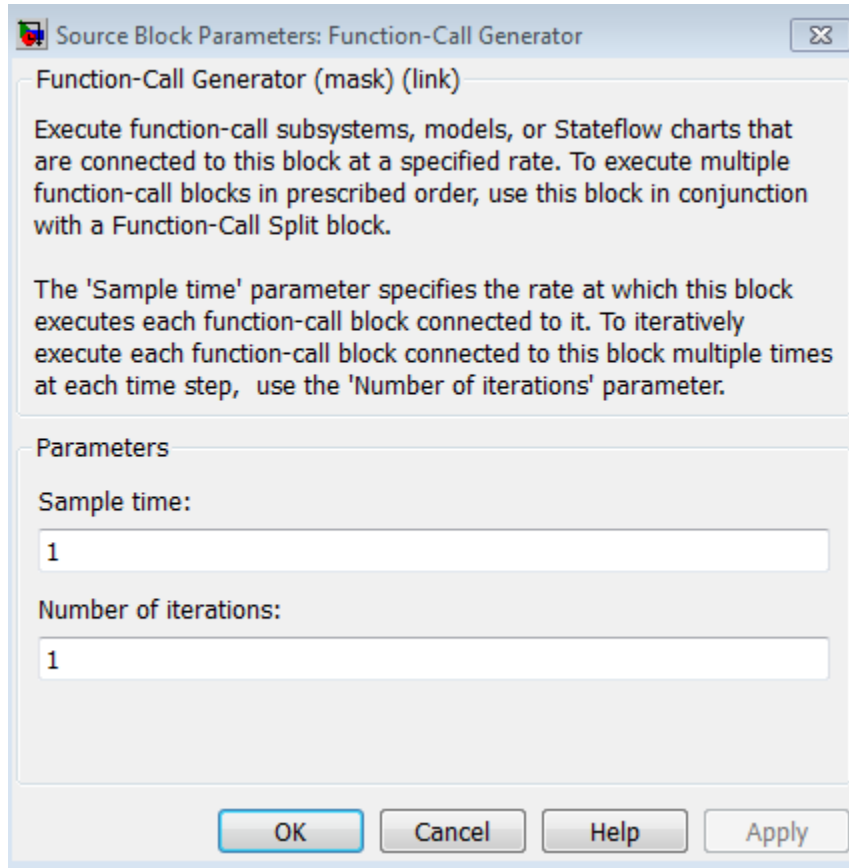 Source Block Parameters: Function-Call Generator
Function-Call Generator (mask) (link)
Execute function-call subsystems, models, or Stateflow charts that
are connected to this block at a specified rate. To execute multiple
function-call blocks in prescribed order, use this block in conjunction
with a Function-Call Split block.
The 'Sample time' parameter specifies the rate at which this block
executes each function-call block connected to it. To iteratively
execute each function-call block connected to this block multiple times
at each time step,  use the 'Number of iterations' parameter.
Parameters
Sample time:
1
Number of iterations:
1
OK Cancel Help Apply